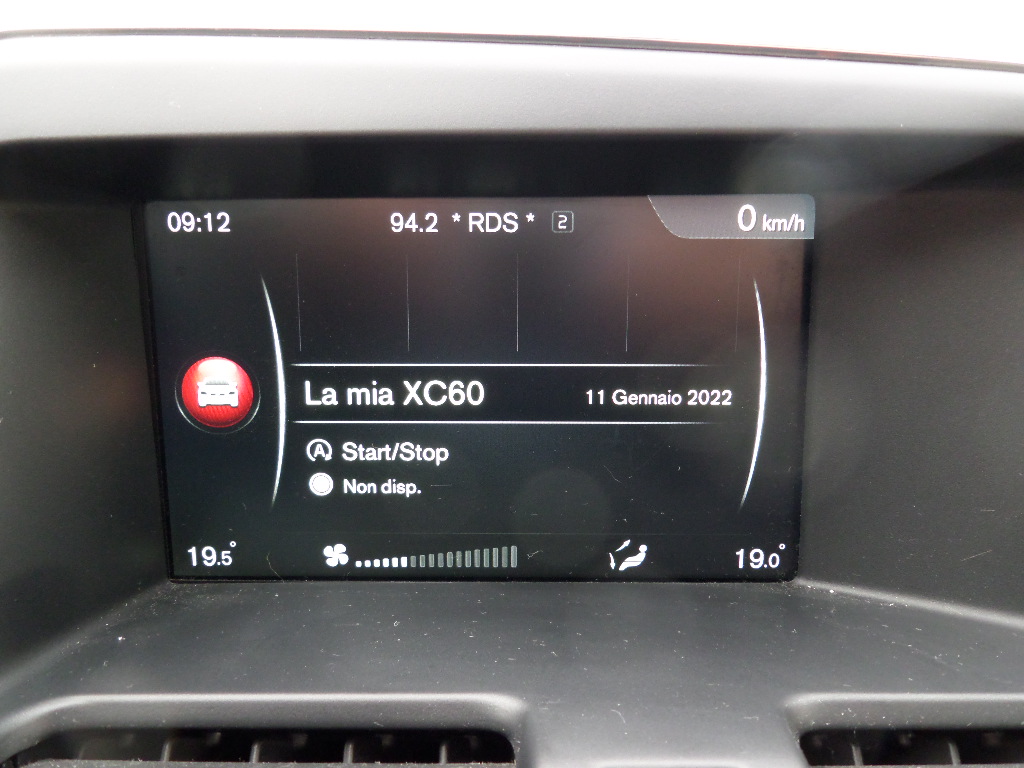 09:12 94.2 * RDS * 2 0 km/h
La mia XC60 11 Gennaio 2022
A Start/Stop
Non disp.
19.5° 19.0°